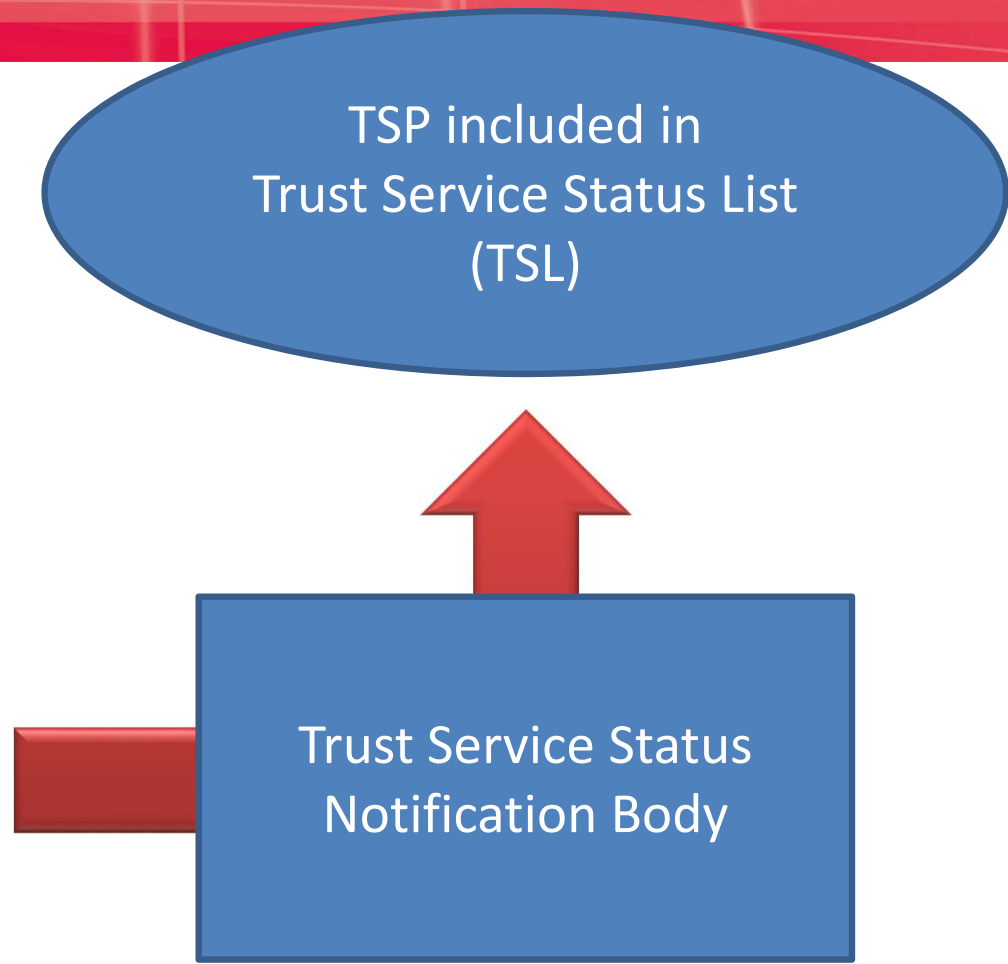 TSP included in
Trust Service Status List
(TSL)
Trust Service Status
Notification Body